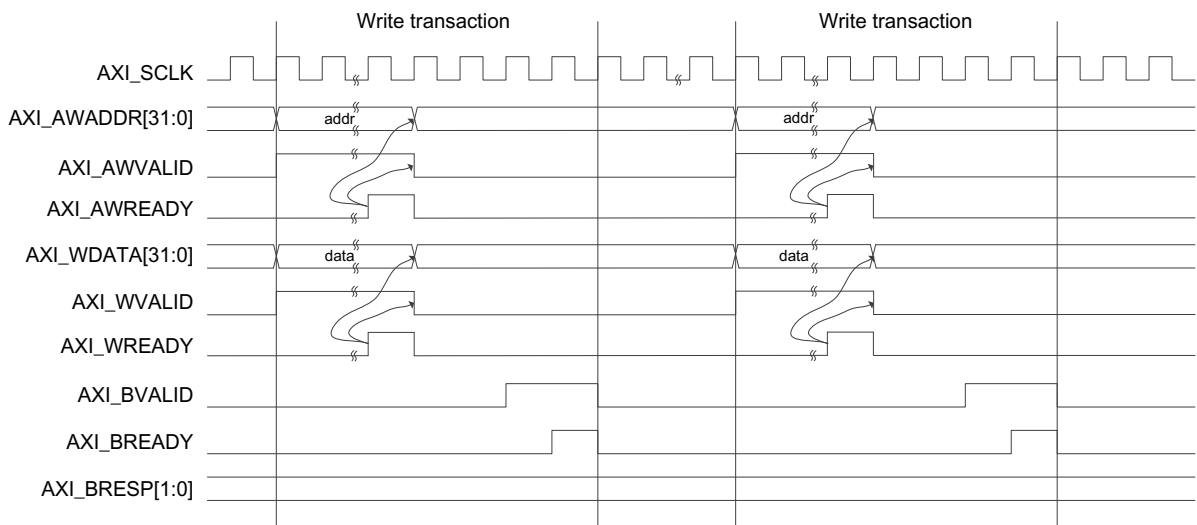 Write transaction Write transaction
AXI_SCLK
AXI_AWADDR[31:0] addr addr
AXI_AWVALID
AXI_AWREADY
AXI_WDATA[31:0] data data
AXI_WVALID
AXI_WREADY
AXI_BVALID
AXI_BREADY
AXI_BRESP[1:0]